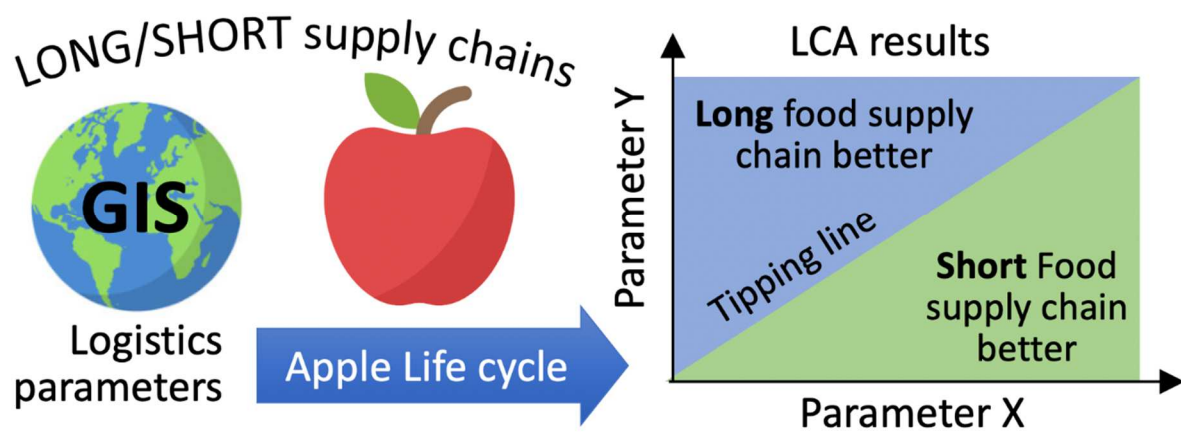 LONG/SHORT supply chains
GIS
Logistics
parameters
Apple Life cycle
LCA results
Parameter Y
Long food supply
chain better
Tipping line
Short Food
supply chain
better
Parameter X